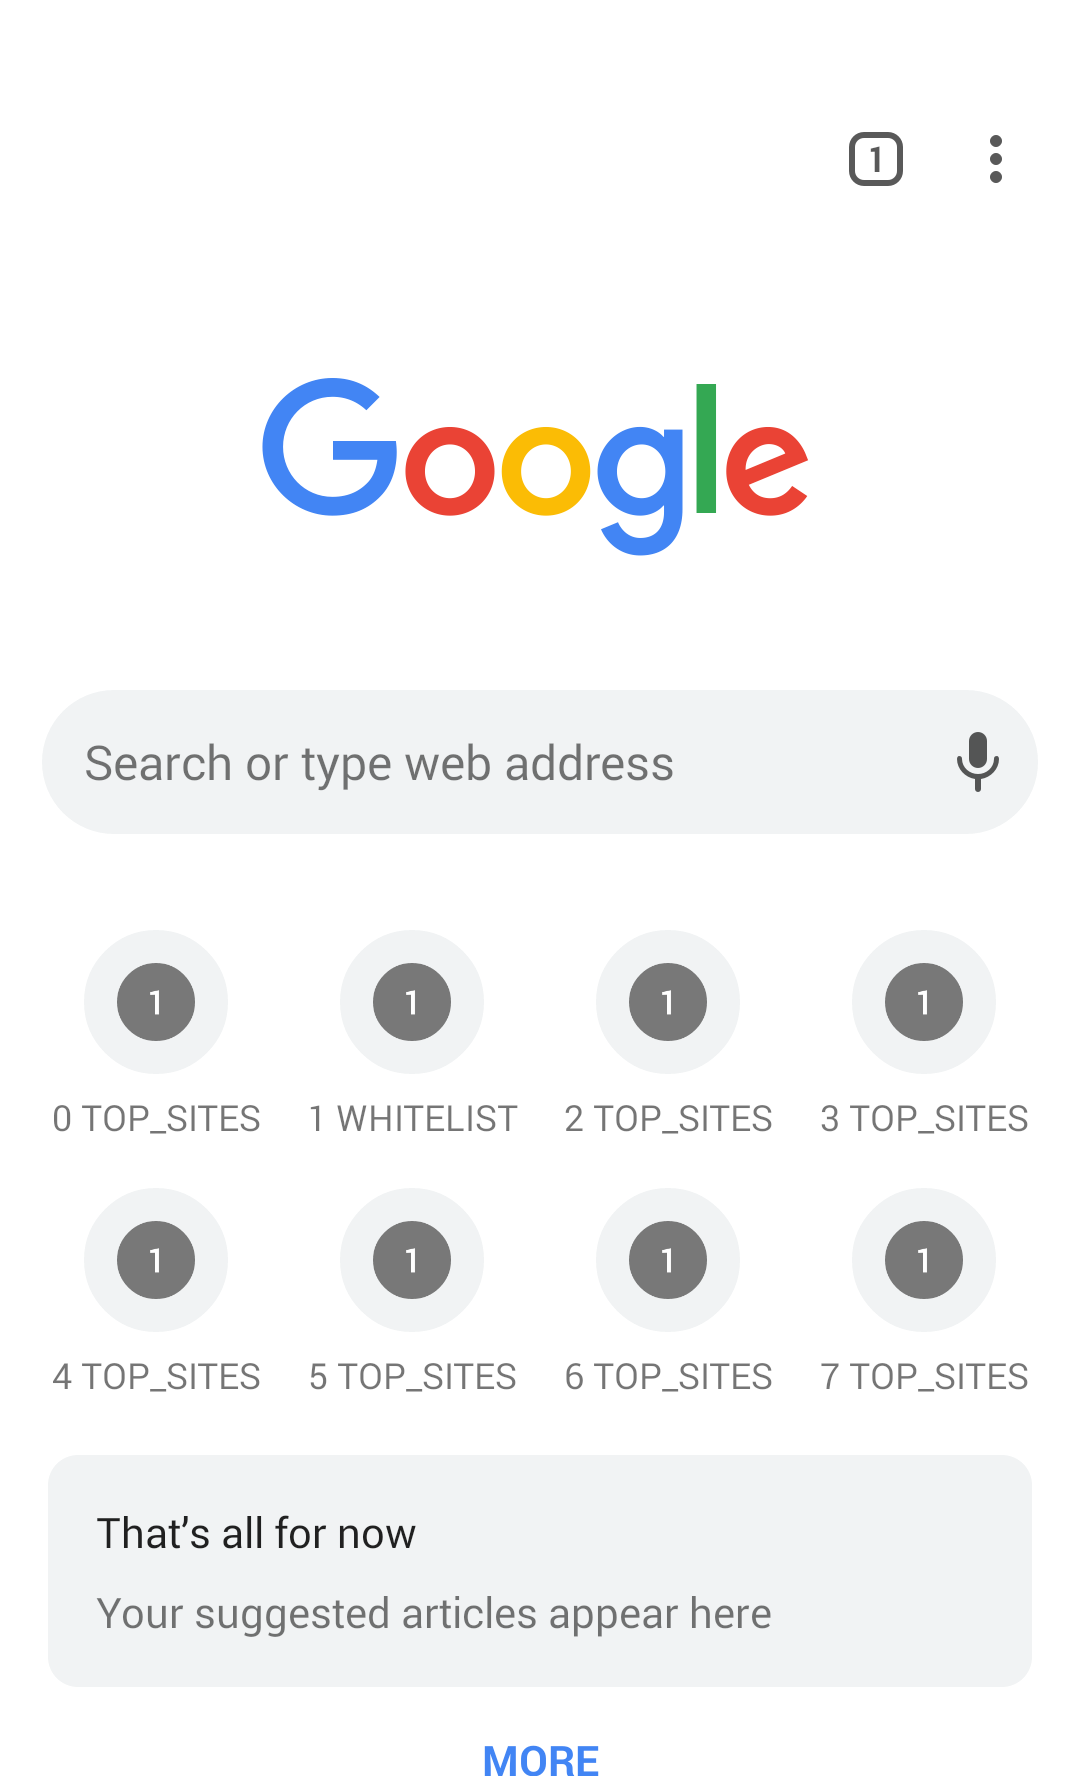 1
Google
Search or type web address
1 1 1 1
0 TOP_SITES 1 WHITELIST 2 TOP_SITES 3 TOP_SITES
1 1 1 1
4 TOP_SITES 5 TOP_SITES 6 TOP_SITES 7 TOP_SITES
That’s all for now
Your suggested articles appear here
MORE